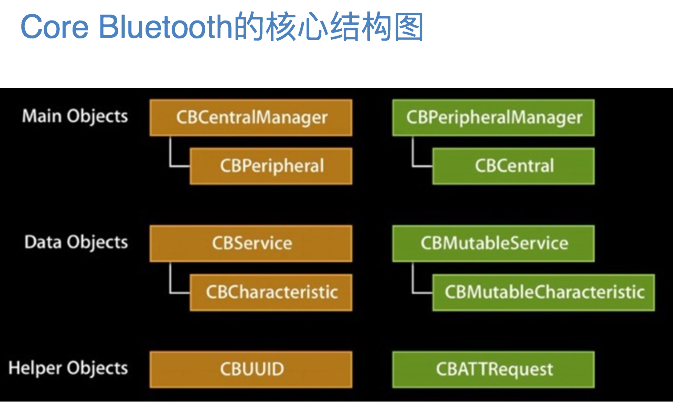 Core Bluetooth的核心结构图
Main Objects
CBCentralManager
CBPeripheralManager
CBPeripheral
CBCentral
Data Objects
CBService
CBMutableService
CBCharacteristic
CBMutableCharacteristic
Helper Objects
CBUUID
CBATTRequest